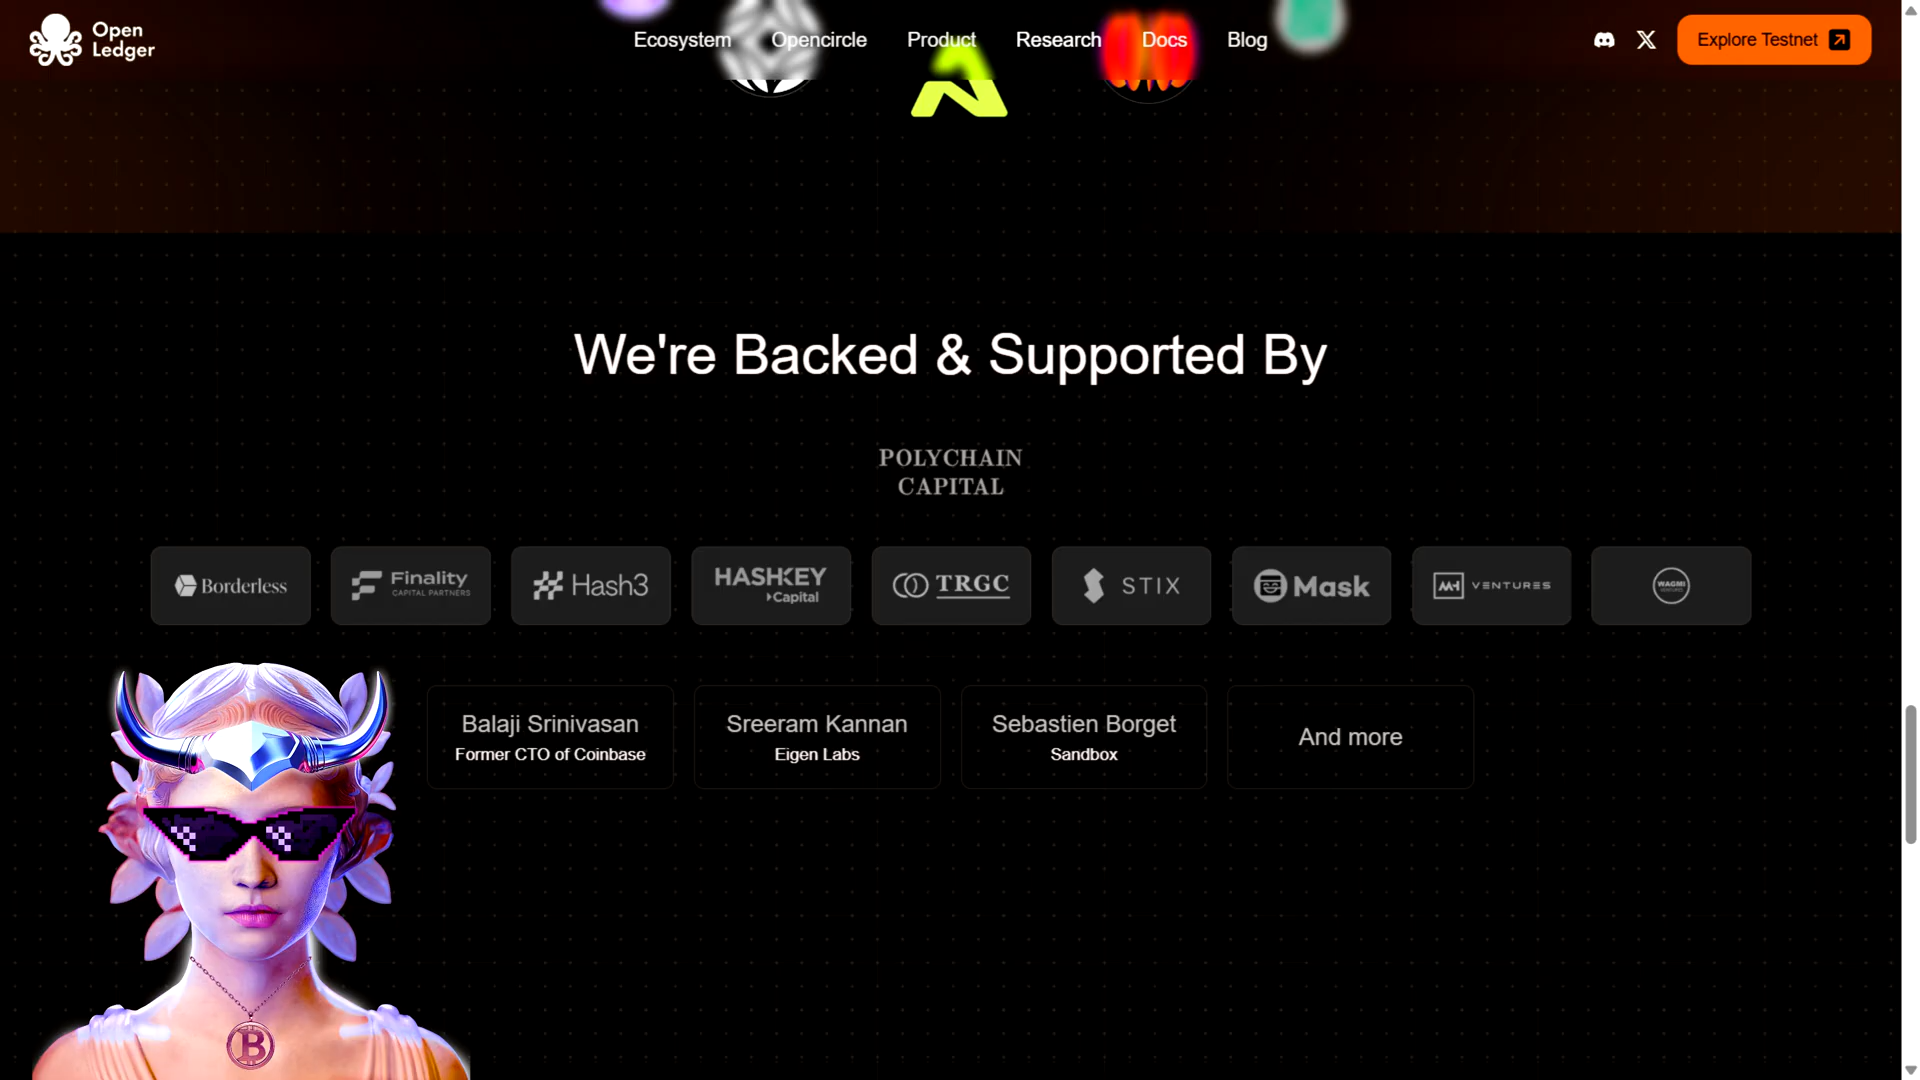 Open
Ledger
Ecosystem
Opencircle
Product
Research
Docs
Blog
Explore Testnet
We're Backed & Supported By
POLYCHAIN
CAPITAL
Borderless
Finality
CAPITAL PARTNERS
Hash3
HASHKEY
Capital
TRGC
STIX
Mask
VENTURES
WAGMI
VENTURES
Balaji Srinivasan
Former CTO of Coinbase
Sreeram Kannan
Eigen Labs
Sebastien Borget
Sandbox
And more